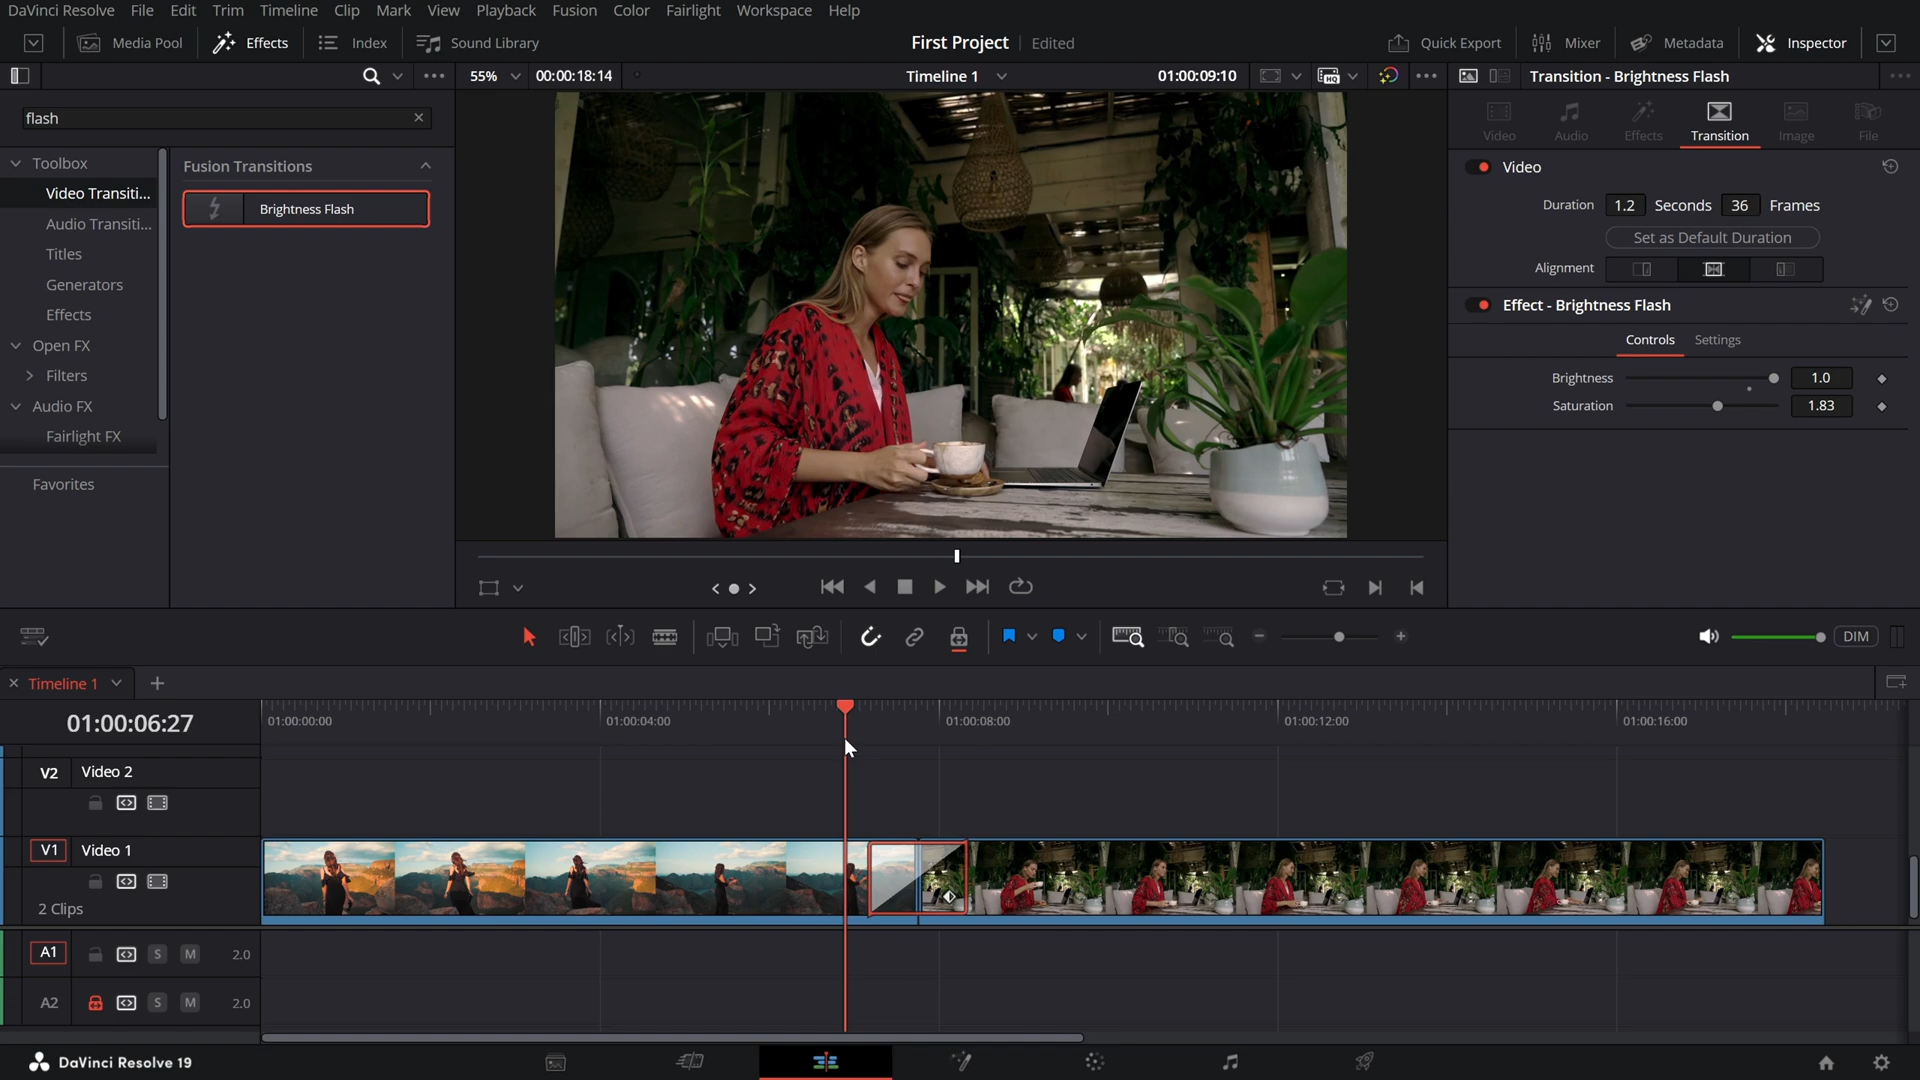 DaVinci Resolve File Edit Trim Timeline Clip Mark View Playback Fusion Color Fairlight Workspace Help
Media Pool Effects Index Sound Library First Project Edited Quick Export Mixer Metadata Inspector
55% 00:00:18:14 Timeline 1 01:00:09:10 Transition - Brightness Flash
flash
Video Audio Effects Transition Image File
Toolbox
Video Transiti...
Audio Transiti...
Titles
Generators
Effects
Open FX
Filters
Audio FX
Fairlight FX
Favorites
Fusion Transitions
Brightness Flash
Video
Duration 1.2 Seconds 36 Frames
Set as Default Duration
Alignment
Effect - Brightness Flash
Controls Settings
Brightness 1.0
Saturation 1.83
DIM
Timeline 1
01:00:06:27
01:00:00:00 01:00:04:00 01:00:08:00 01:00:12:00 01:00:16:00
V2 Video 2
V1 Video 1
2 Clips
A1 S M 2.0
A2 S M 2.0
DaVinci Resolve 19